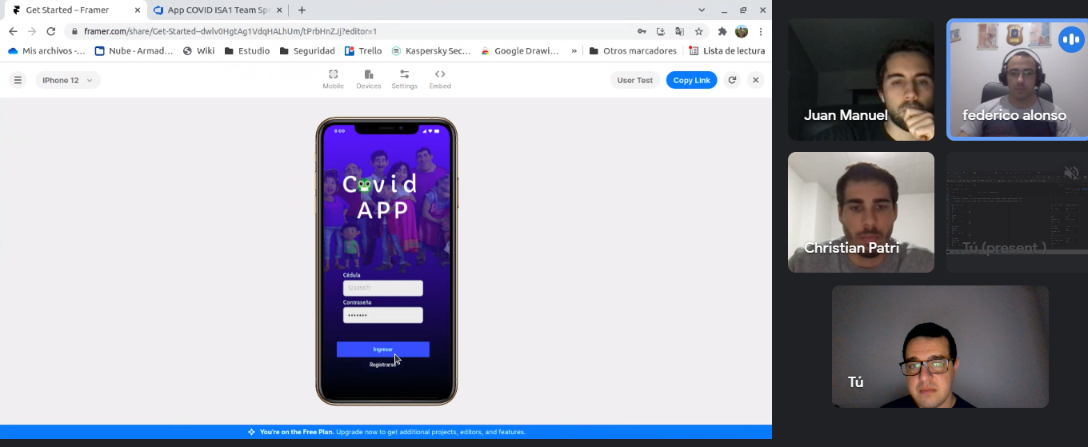 Get Started – Framer
App COVID ISA1 Team Spr
framer.com/share/Get-Started--dwlv0HgtAg1VdqHALhUm/tPrbHnZJj?editor=1
Mis archivos -...
Nube - Armad...
Wiki
Estudio
Seguridad
Trello
Kaspersky Sec...
Google Drawi...
»
Otros marcadores
Lista de lectura
iPhone 12
Mobile
Devices
Settings
Embed
User Test
Copy Link
Covid
APP
Cédula
Contraseña
Ingresar
Registrarse
You're on the Free Plan. Upgrade now to get additional projects, editors, and features.
Juan Manuel
federico alonso
Christian Patri
Tú (present.)
Tú